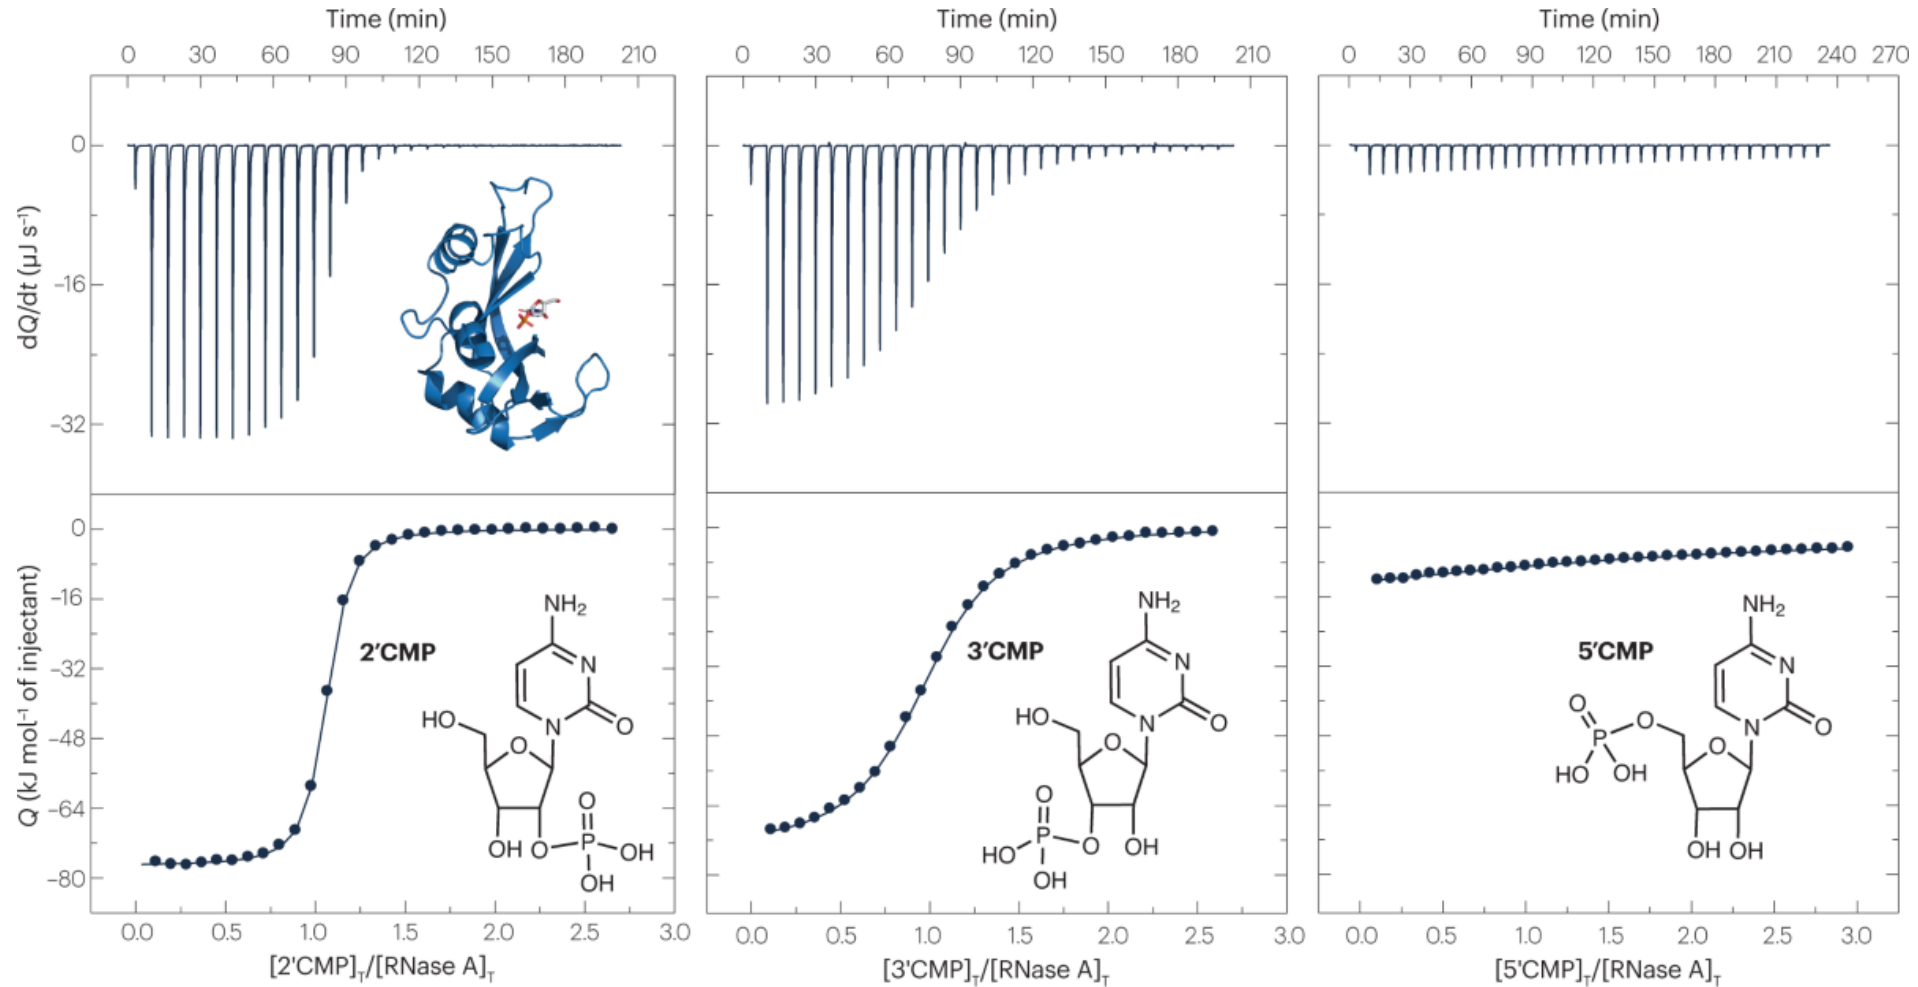 Time (min)
Time (min)
Time (min)
0 30 60 90 120 150 180 210
0 30 60 90 120 150 180 210
0 30 60 90 120 150 180 210 240 270
dQ/dt (µJ s⁻¹)
0
−16
−32
Q (kJ mol⁻¹ of injectant)
0
−16
−32
−48
−64
−80
2′CMP
NH₂
N
N
O
HO
O
OH
O
P
O
OH
OH
3′CMP
NH₂
N
N
O
HO
O
O
P
HO
O
OH
OH
5′CMP
NH₂
N
N
O
O
P
O
HO
OH
O
OH
OH
0.0 0.5 1.0 1.5 2.0 2.5 3.0
0.0 0.5 1.0 1.5 2.0 2.5 3.0
0.0 0.5 1.0 1.5 2.0 2.5 3.0
[2'CMP]T/[RNase A]T
[3'CMP]T/[RNase A]T
[5'CMP]T/[RNase A]T